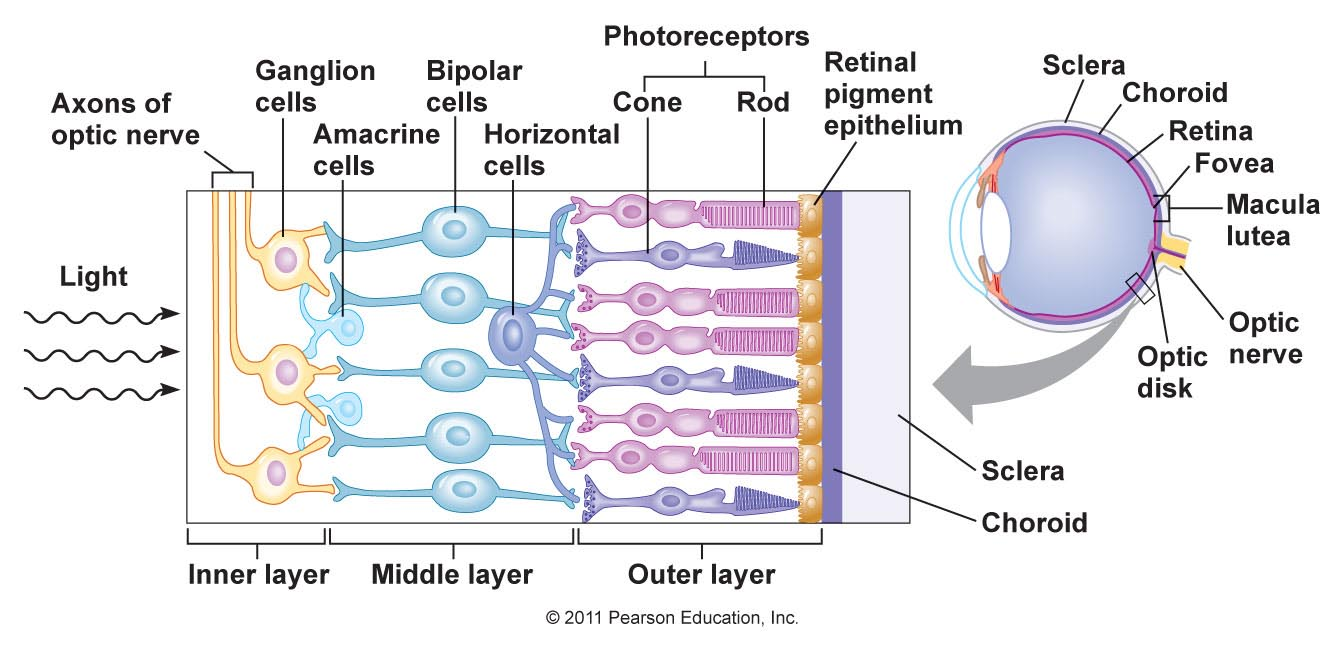 Photoreceptors
Ganglion
cells
Bipolar
cells
Cone
Rod
Retinal
pigment
epithelium
Axons of
optic nerve
Amacrine
cells
Horizontal
cells
Light
Sclera
Choroid
Retina
Fovea
Macula
lutea
Optic
nerve
Optic
disk
Sclera
Choroid
Inner layer
Middle layer
Outer layer
© 2011 Pearson Education, Inc.